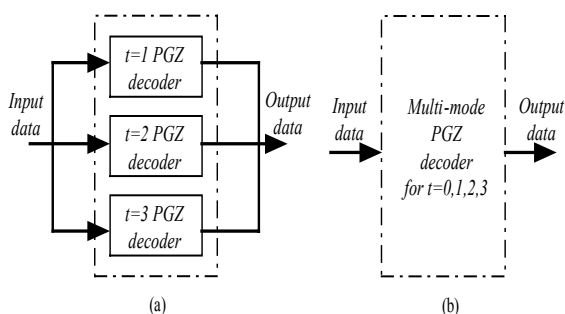 t=1 PGZ
decoder
Input
data
t=2 PGZ
decoder
Output
data
t=3 PGZ
decoder
(a)
Input
data
Multi-mode
PGZ
decoder
for t=0,1,2,3
Output
data
(b)